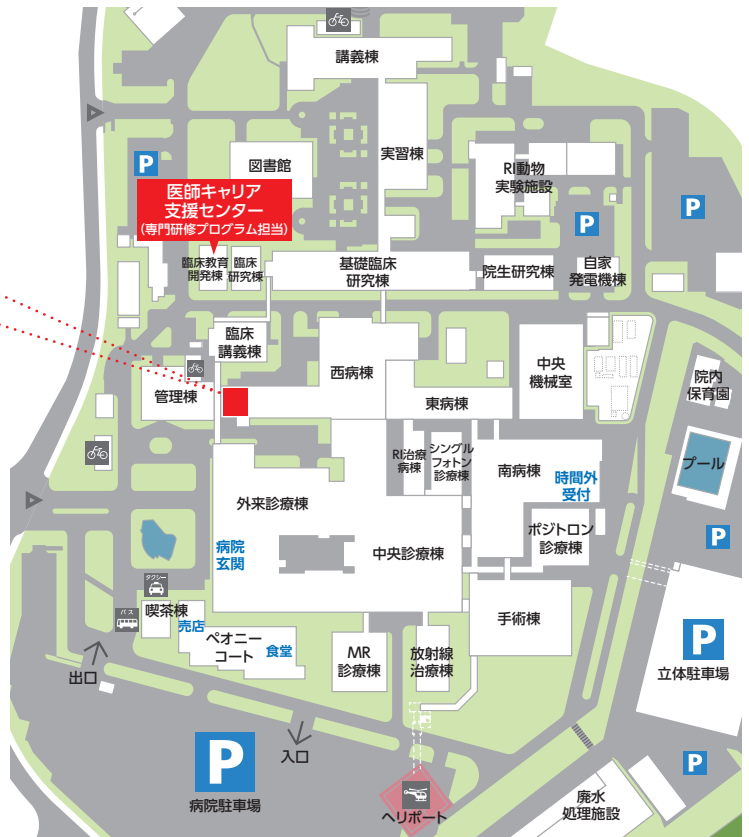 講義棟
実習棟
図書館
RI動物
実験施設
P
P
P
医師キャリア
支援センター
(専門研修プログラム担当)
臨床教育
開発棟
臨床
研究棟
基礎臨床
研究棟
院生研究棟
自家
発電機棟
臨床
講義棟
西病棟
中央
機械室
管理棟
東病棟
院内
保育園
RI治療
病棟
シングル
フォトン
診療棟
南病棟
時間外
受付
プール
外来診療棟
病院
玄関
中央診療棟
ポジトロン
診療棟
P
タクシー
喫茶棟
バス
売店
ペオニー
コート
食堂
MR
診療棟
放射線
治療棟
手術棟
P
立体駐車場
出口
入口
P
病院駐車場
P
ヘリポート
廃水
処理施設